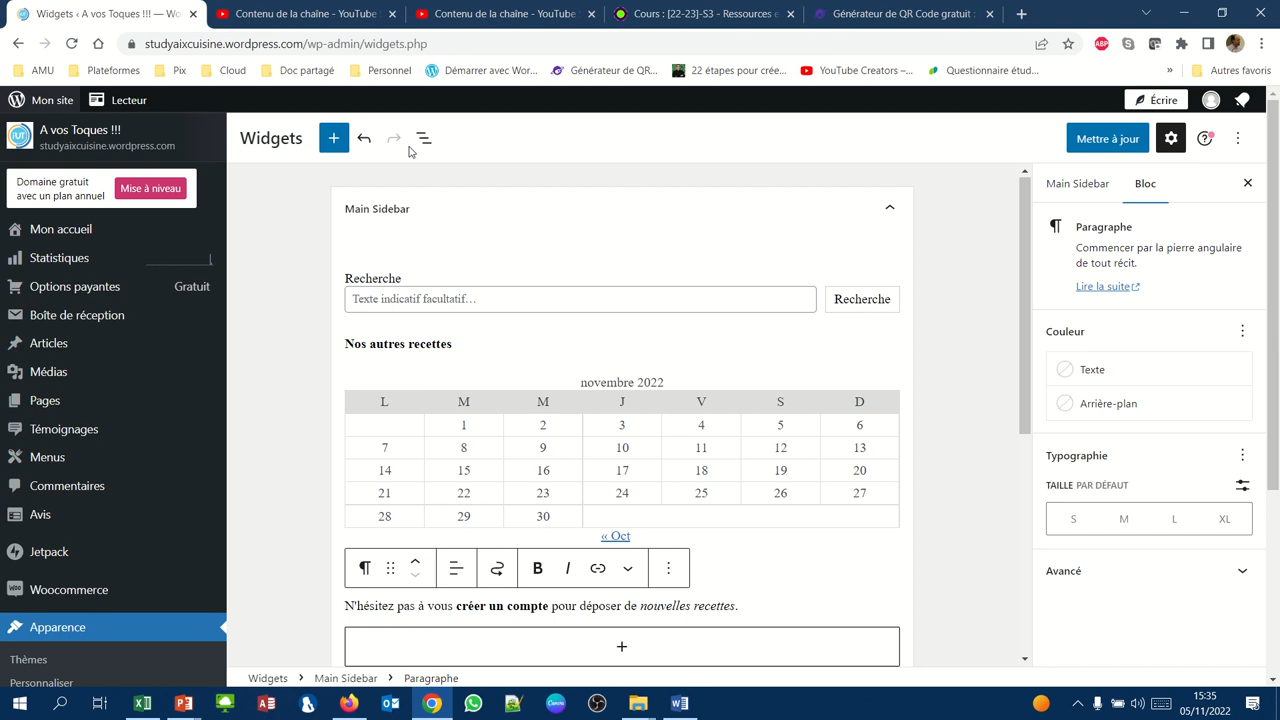 Widgets ‹ A vos Toques !!! — Wo
Contenu de la chaîne - YouTube S
Contenu de la chaîne - YouTube S
Cours : [22-23]-S3 - Ressources e
Générateur de QR Code gratuit :
studyaixcuisine.wordpress.com/wp-admin/widgets.php
ABP
AMU
Plateformes
Pix
Cloud
Doc partagé
Personnel
Démarrer avec Wor...
Générateur de QR...
22 étapes pour crée...
YouTube Creators –...
Questionnaire étud...
»
Autres favoris
Mon site
Lecteur
Écrire
A vos Toques !!!
studyaixcuisine.wordpress.com
Domaine gratuit
avec un plan annuel
Mise à niveau
Mon accueil
Statistiques
Options payantes
Gratuit
Boîte de réception
Articles
Médias
Pages
Témoignages
Menus
Commentaires
Avis
Jetpack
Woocommerce
Apparence
Thèmes
Personnaliser
Widgets
Mettre à jour
Main Sidebar
Recherche
Texte indicatif facultatif…
Recherche
Nos autres recettes
novembre 2022
L M M J V S D
1 2 3 4 5 6
7 8 9 10 11 12 13
14 15 16 17 18 19 20
21 22 23 24 25 26 27
28 29 30
« Oct
B I
N'hésitez pas à vous créer un compte pour déposer de nouvelles recettes.
Widgets > Main Sidebar > Paragraphe
Main Sidebar
Bloc
Paragraphe
Commencer par la pierre angulaire
de tout récit.
Lire la suite
Couleur
Texte
Arrière-plan
Typographie
TAILLE PAR DÉFAUT
S M L XL
Avancé
15:35
05/11/2022